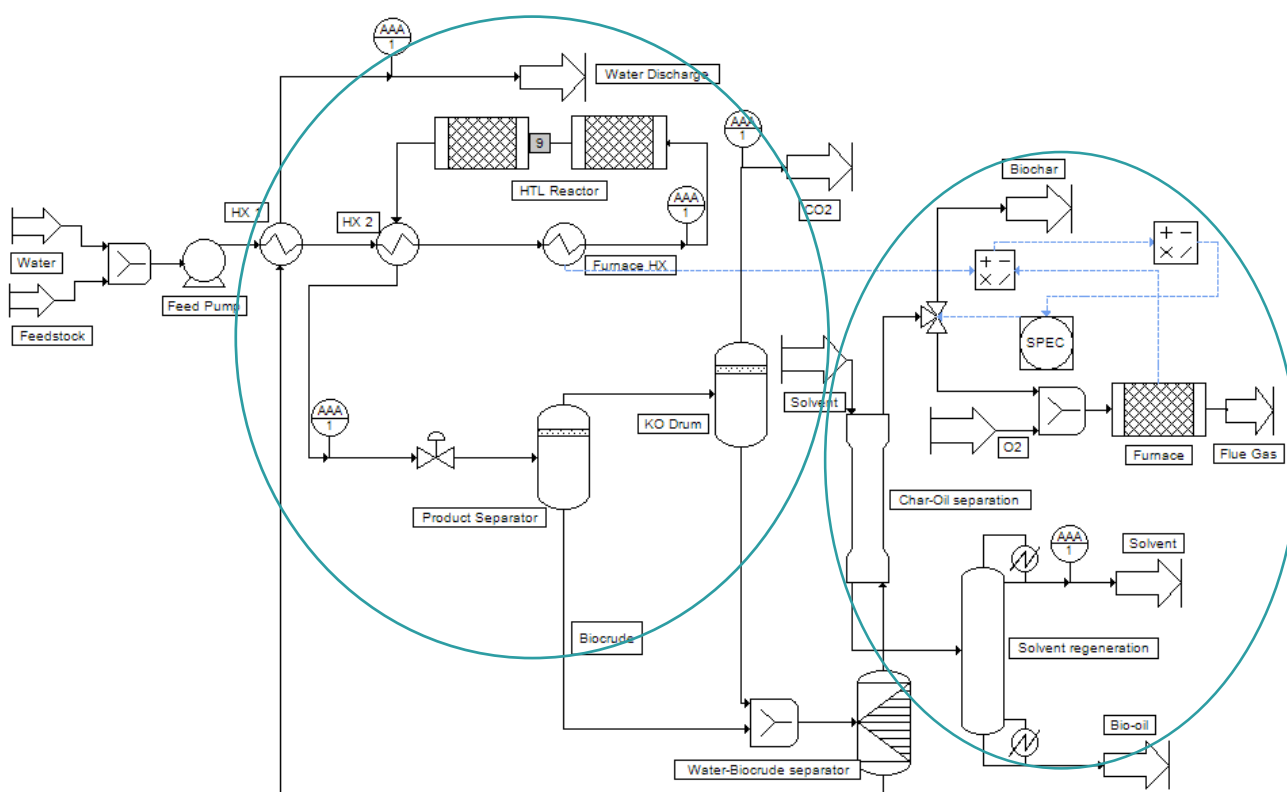 AAA
1
Water Discharge
9
HTL Reactor
AAA
1
AAA
1
CO2
Biochar
HX 1
HX 2
Furnace HX
+ −
× /
+ −
× /
Water
Feedstock
Feed Pump
SPEC
Solvent
AAA
1
KO Drum
O2
Furnace
Flue Gas
Product Separator
Char-Oil separation
AAA
1
Solvent
Biocrude
Solvent regeneration
Bio-oil
Water-Biocrude separator